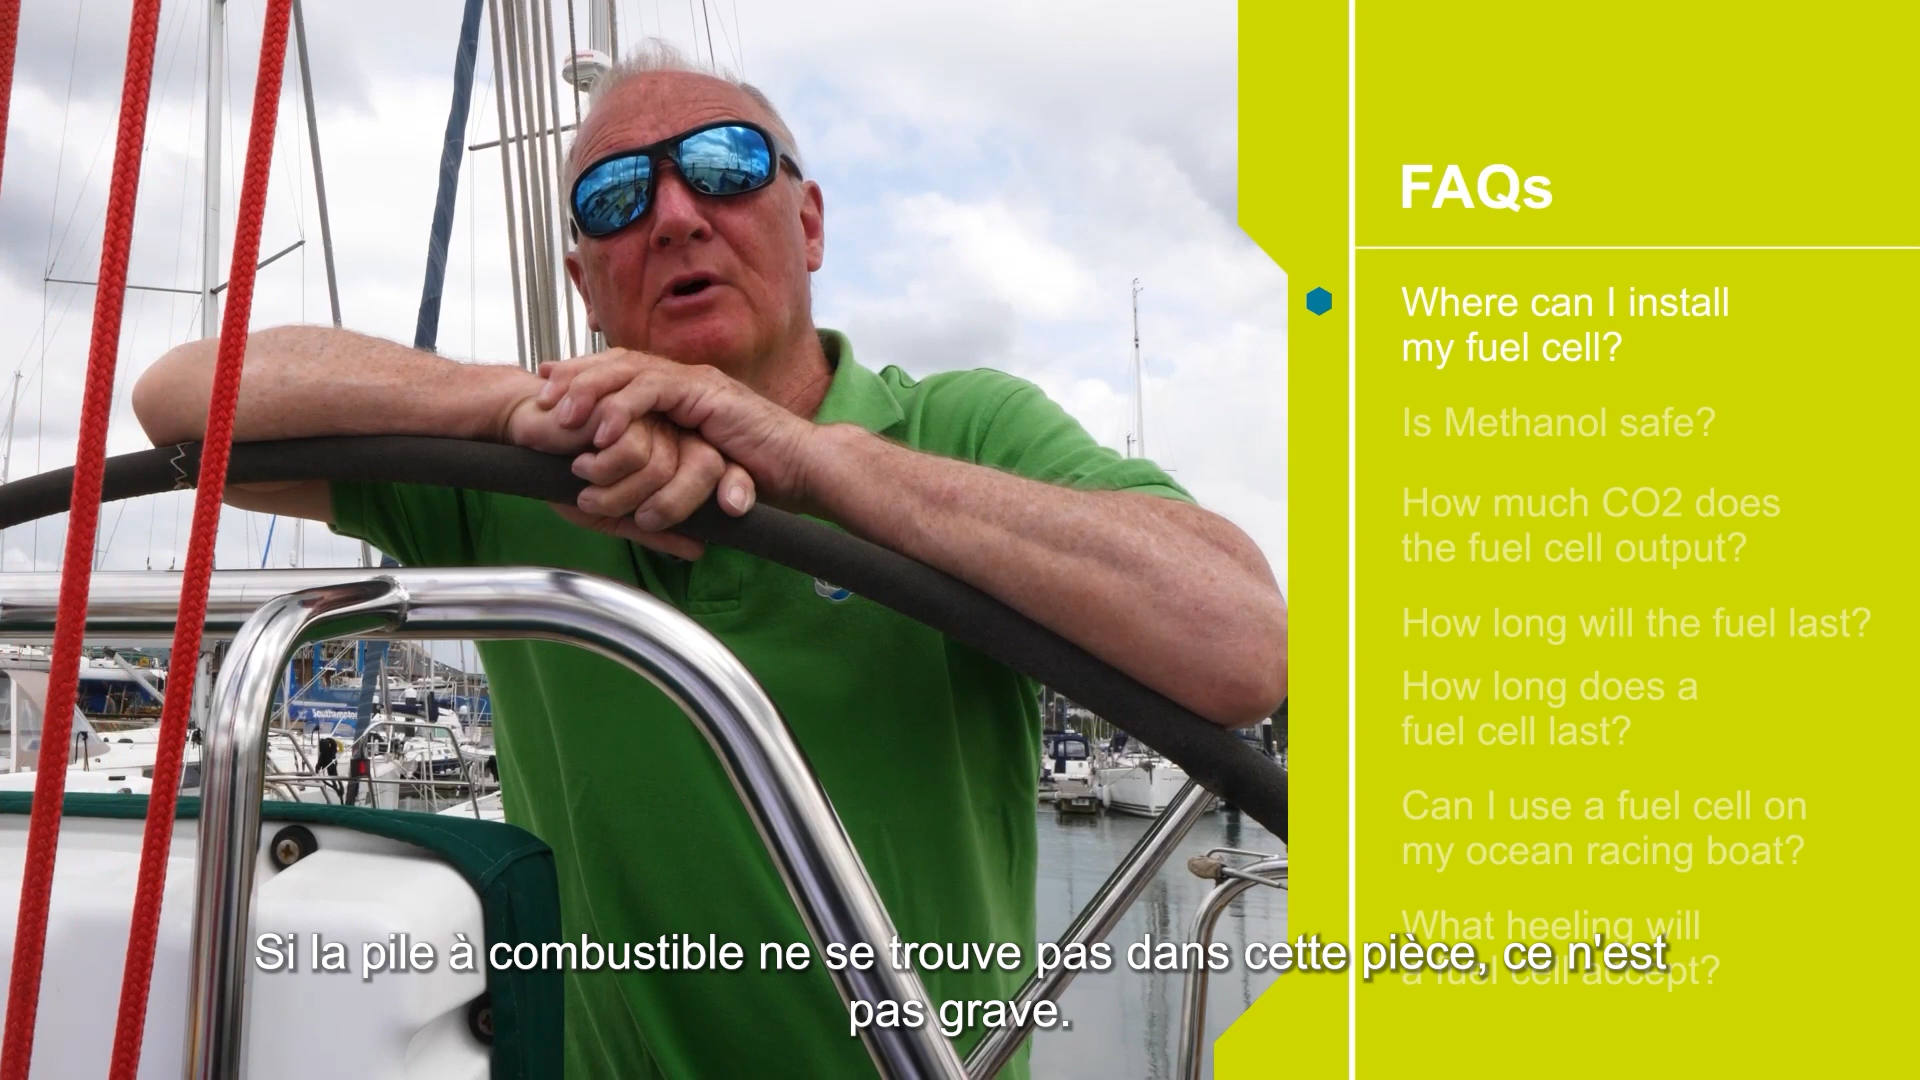 FAQs
Where can I install
my fuel cell?
Is Methanol safe?
How much CO2 does
the fuel cell output?
How long will the fuel last?
How long does a
fuel cell last?
Can I use a fuel cell on
my ocean racing boat?
What heeling will
a fuel cell accept?
Southampton
Si la pile à combustible ne se trouve pas dans cette pièce, ce n'est
pas grave.